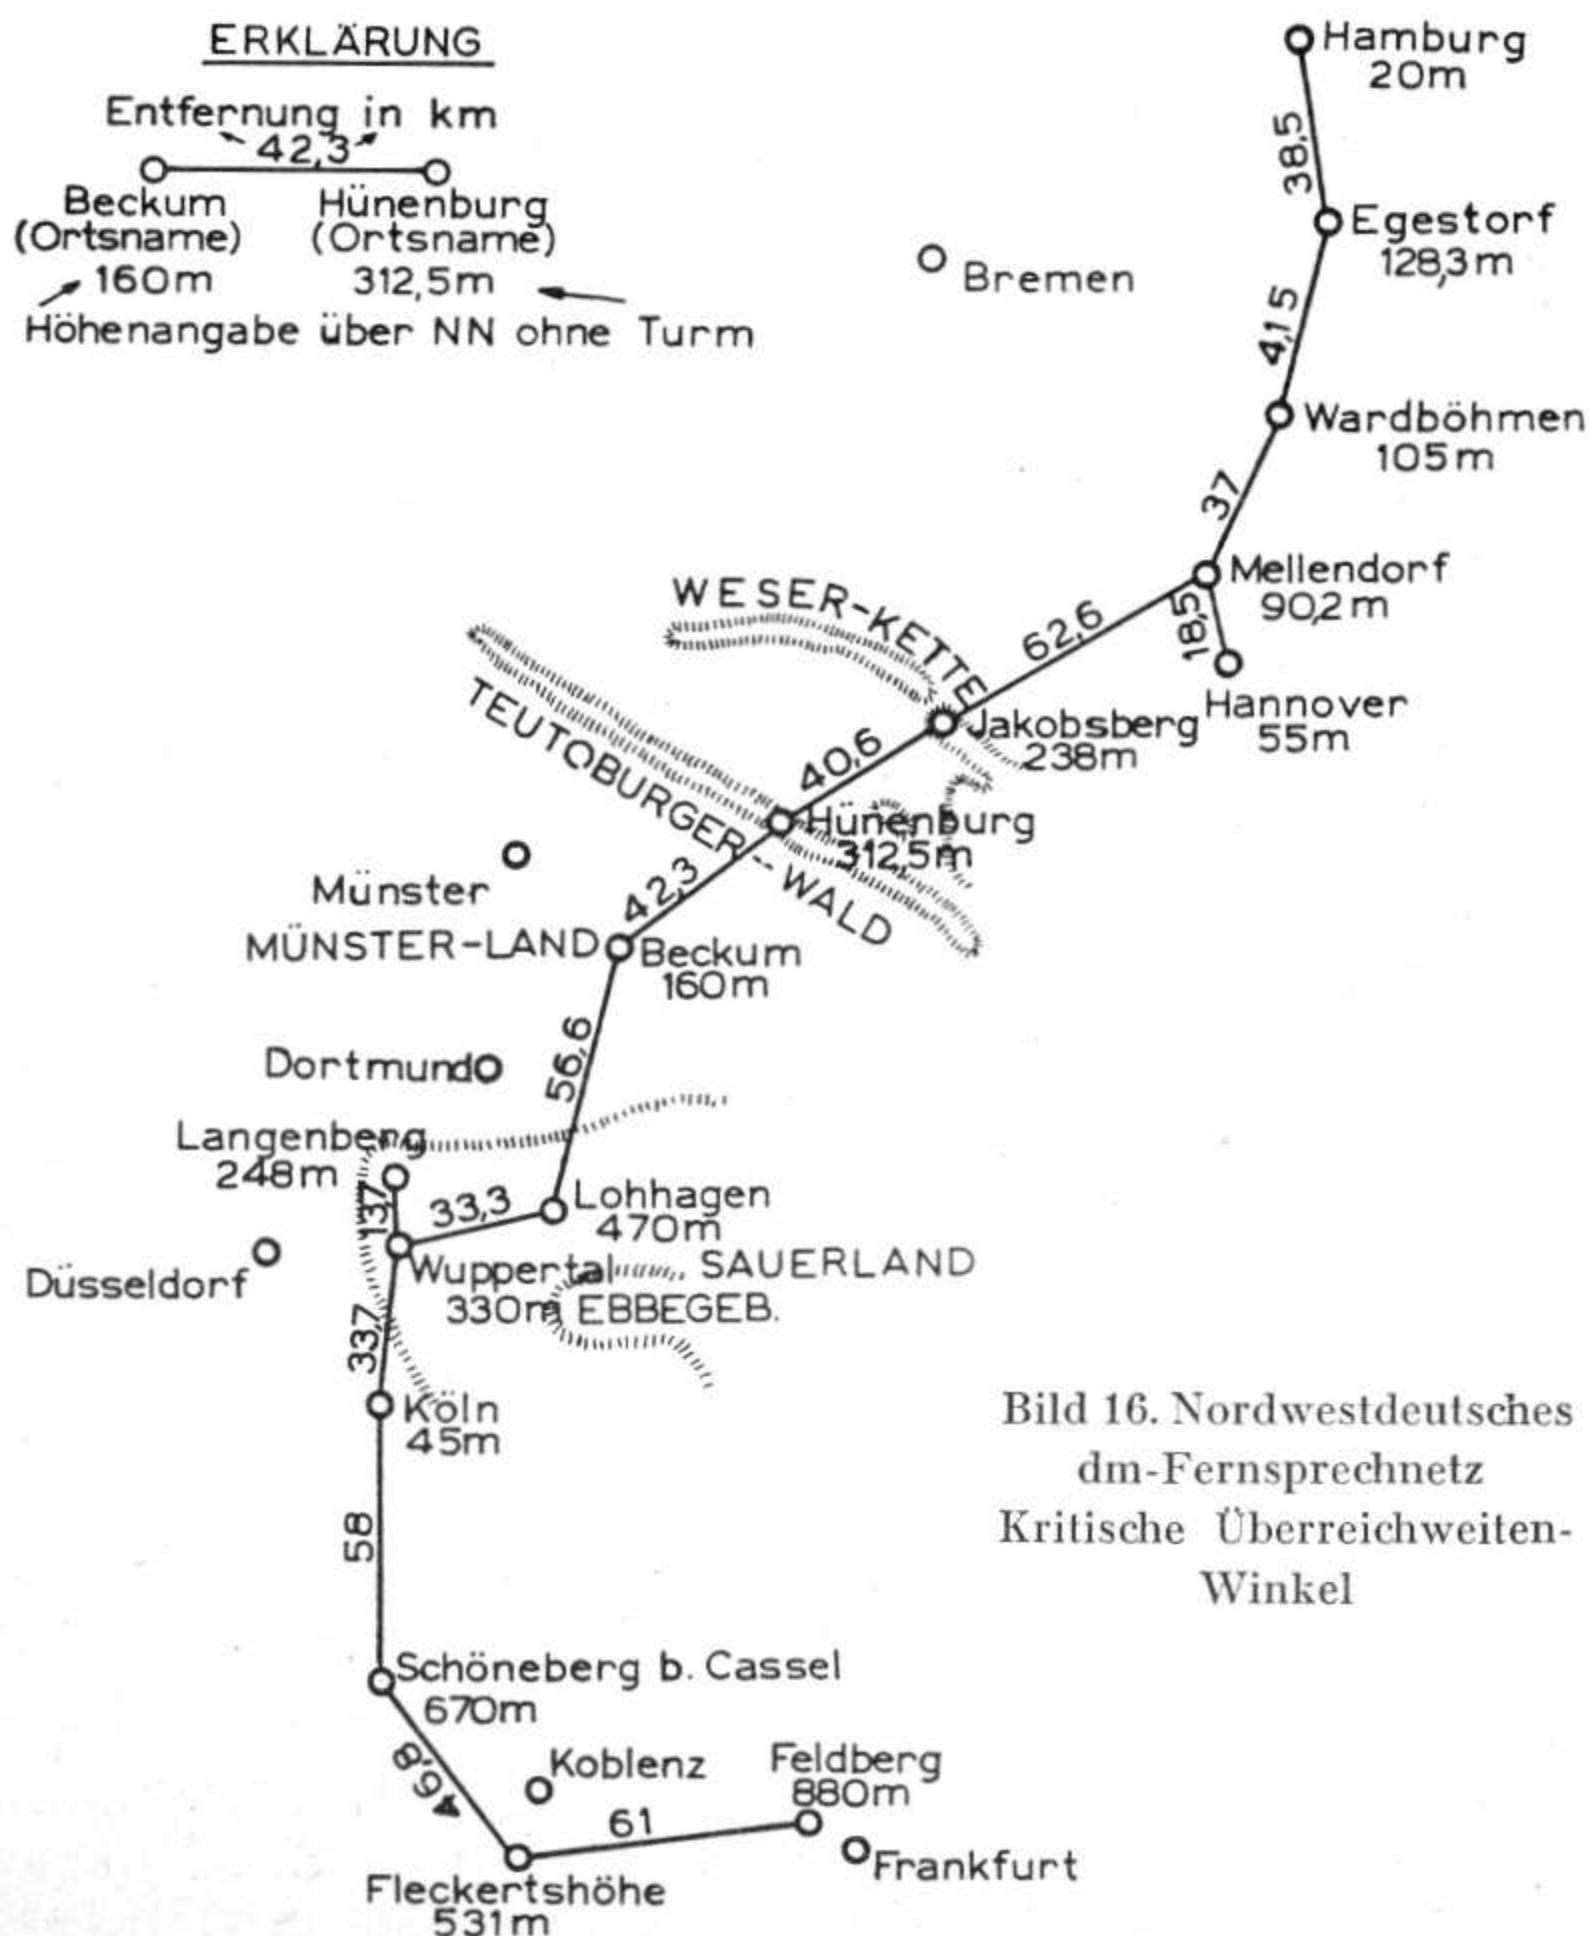 ERKLÄRUNG
Entfernung in km
42,3
Beckum
Hünenburg
(Ortsname)
(Ortsname)
160m
312,5m
Höhenangabe über NN ohne Turm
Hamburg
20m
38,5
Egestorf
128,3m
Bremen
4,15
Wardböhmen
105m
37
Mellendorf
90,2m
18,5
Hannover
55m
WESER-KETTE
62,6
Jakobsberg
238m
TEUTOBURGER-WALD
40,6
Hünenburg
312,5m
Münster
42,3
MÜNSTER-LAND
Beckum
160m
Dortmund
56,6
Langenberg
248m
13,7
33,3
Lohhagen
470m
Düsseldorf
Wuppertal
330m
SAUERLAND
EBBEGEB.
33,7
Köln
45m
58
Schöneberg b. Cassel
670m
46,8
Koblenz
Feldberg
880m
61
Frankfurt
Fleckertshöhe
531m
Bild 16. Nordwestdeutsches
dm-Fernsprechnetz
Kritische Überreichweiten-
Winkel